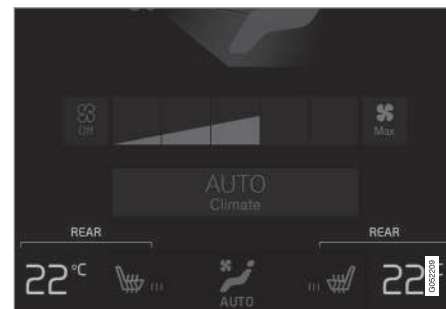 Off
Max
AUTO
Climate
REAR REAR
22°C 22
AUTO
G052209